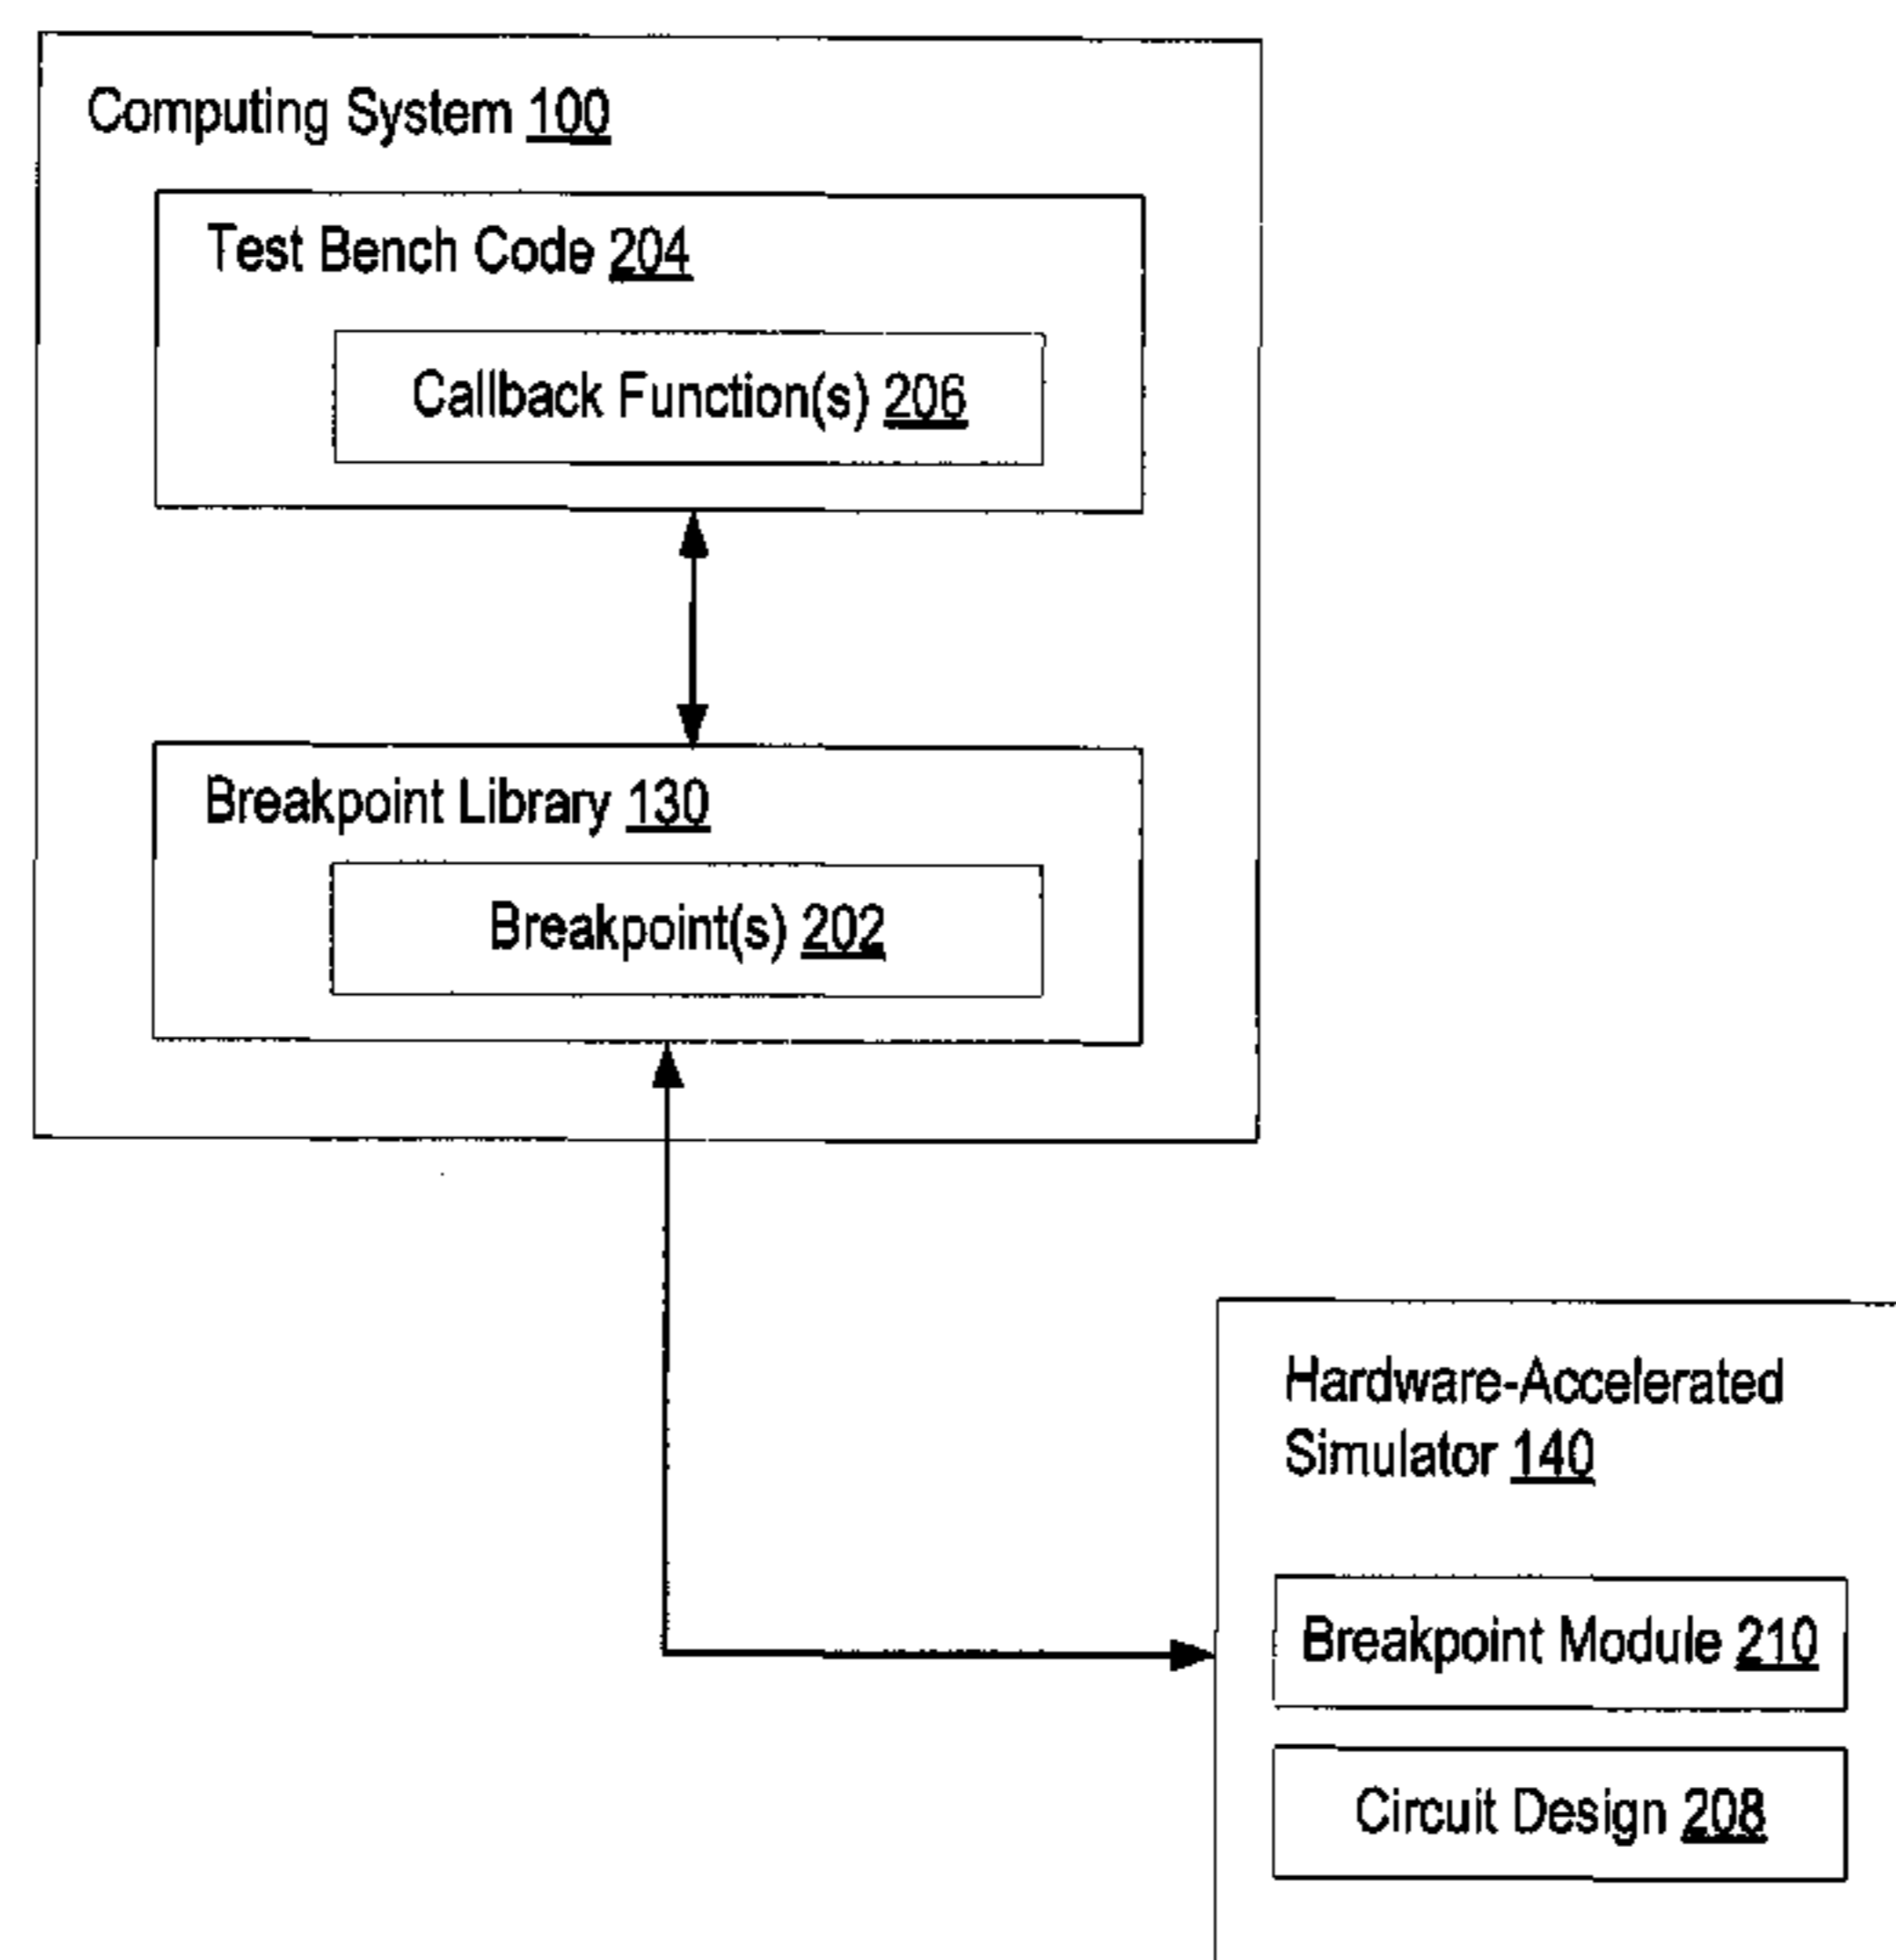 Computing System 100
Test Bench Code 204
Callback Function(s) 206
Breakpoint Library 130
Breakpoint(s) 202
Hardware-Accelerated
Simulator 140
Breakpoint Module 210
Circuit Design 208